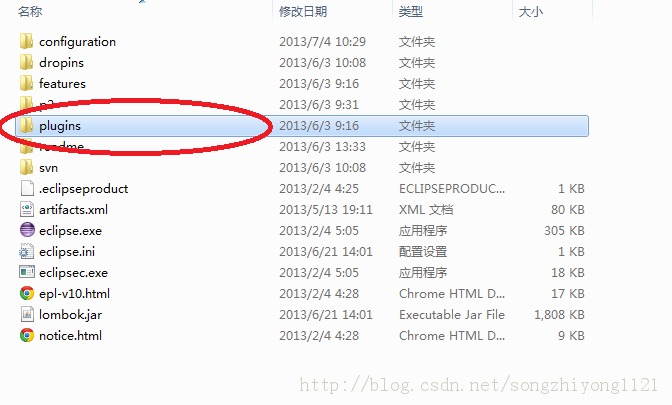 名称 修改日期 类型 大小
configuration 2013/7/4 10:29 文件夹
dropins 2013/6/3 10:08 文件夹
features 2013/6/3 9:16 文件夹
p2 2013/6/3 9:31 文件夹
plugins 2013/6/3 9:16 文件夹
readme 2013/6/3 13:33 文件夹
svn 2013/6/3 10:08 文件夹
.eclipseproduct 2013/2/4 4:25 ECLIPSEPRODUC... 1 KB
artifacts.xml 2013/5/13 19:11 XML 文档 80 KB
eclipse.exe 2013/2/4 5:05 应用程序 305 KB
eclipse.ini 2013/6/21 14:01 配置设置 1 KB
eclipsec.exe 2013/2/4 5:05 应用程序 18 KB
epl-v10.html 2013/2/4 4:28 Chrome HTML D... 17 KB
lombok.jar 2013/6/21 14:01 Executable Jar File 1,808 KB
notice.html 2013/2/4 4:28 Chrome HTML D... 9 KB
http://blog.csdn.net/songzhiyong1121